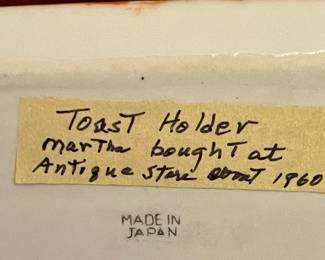 ToasT Holder
marTha boughT at
AnTique Store about 1960
MADE IN
JAPAN